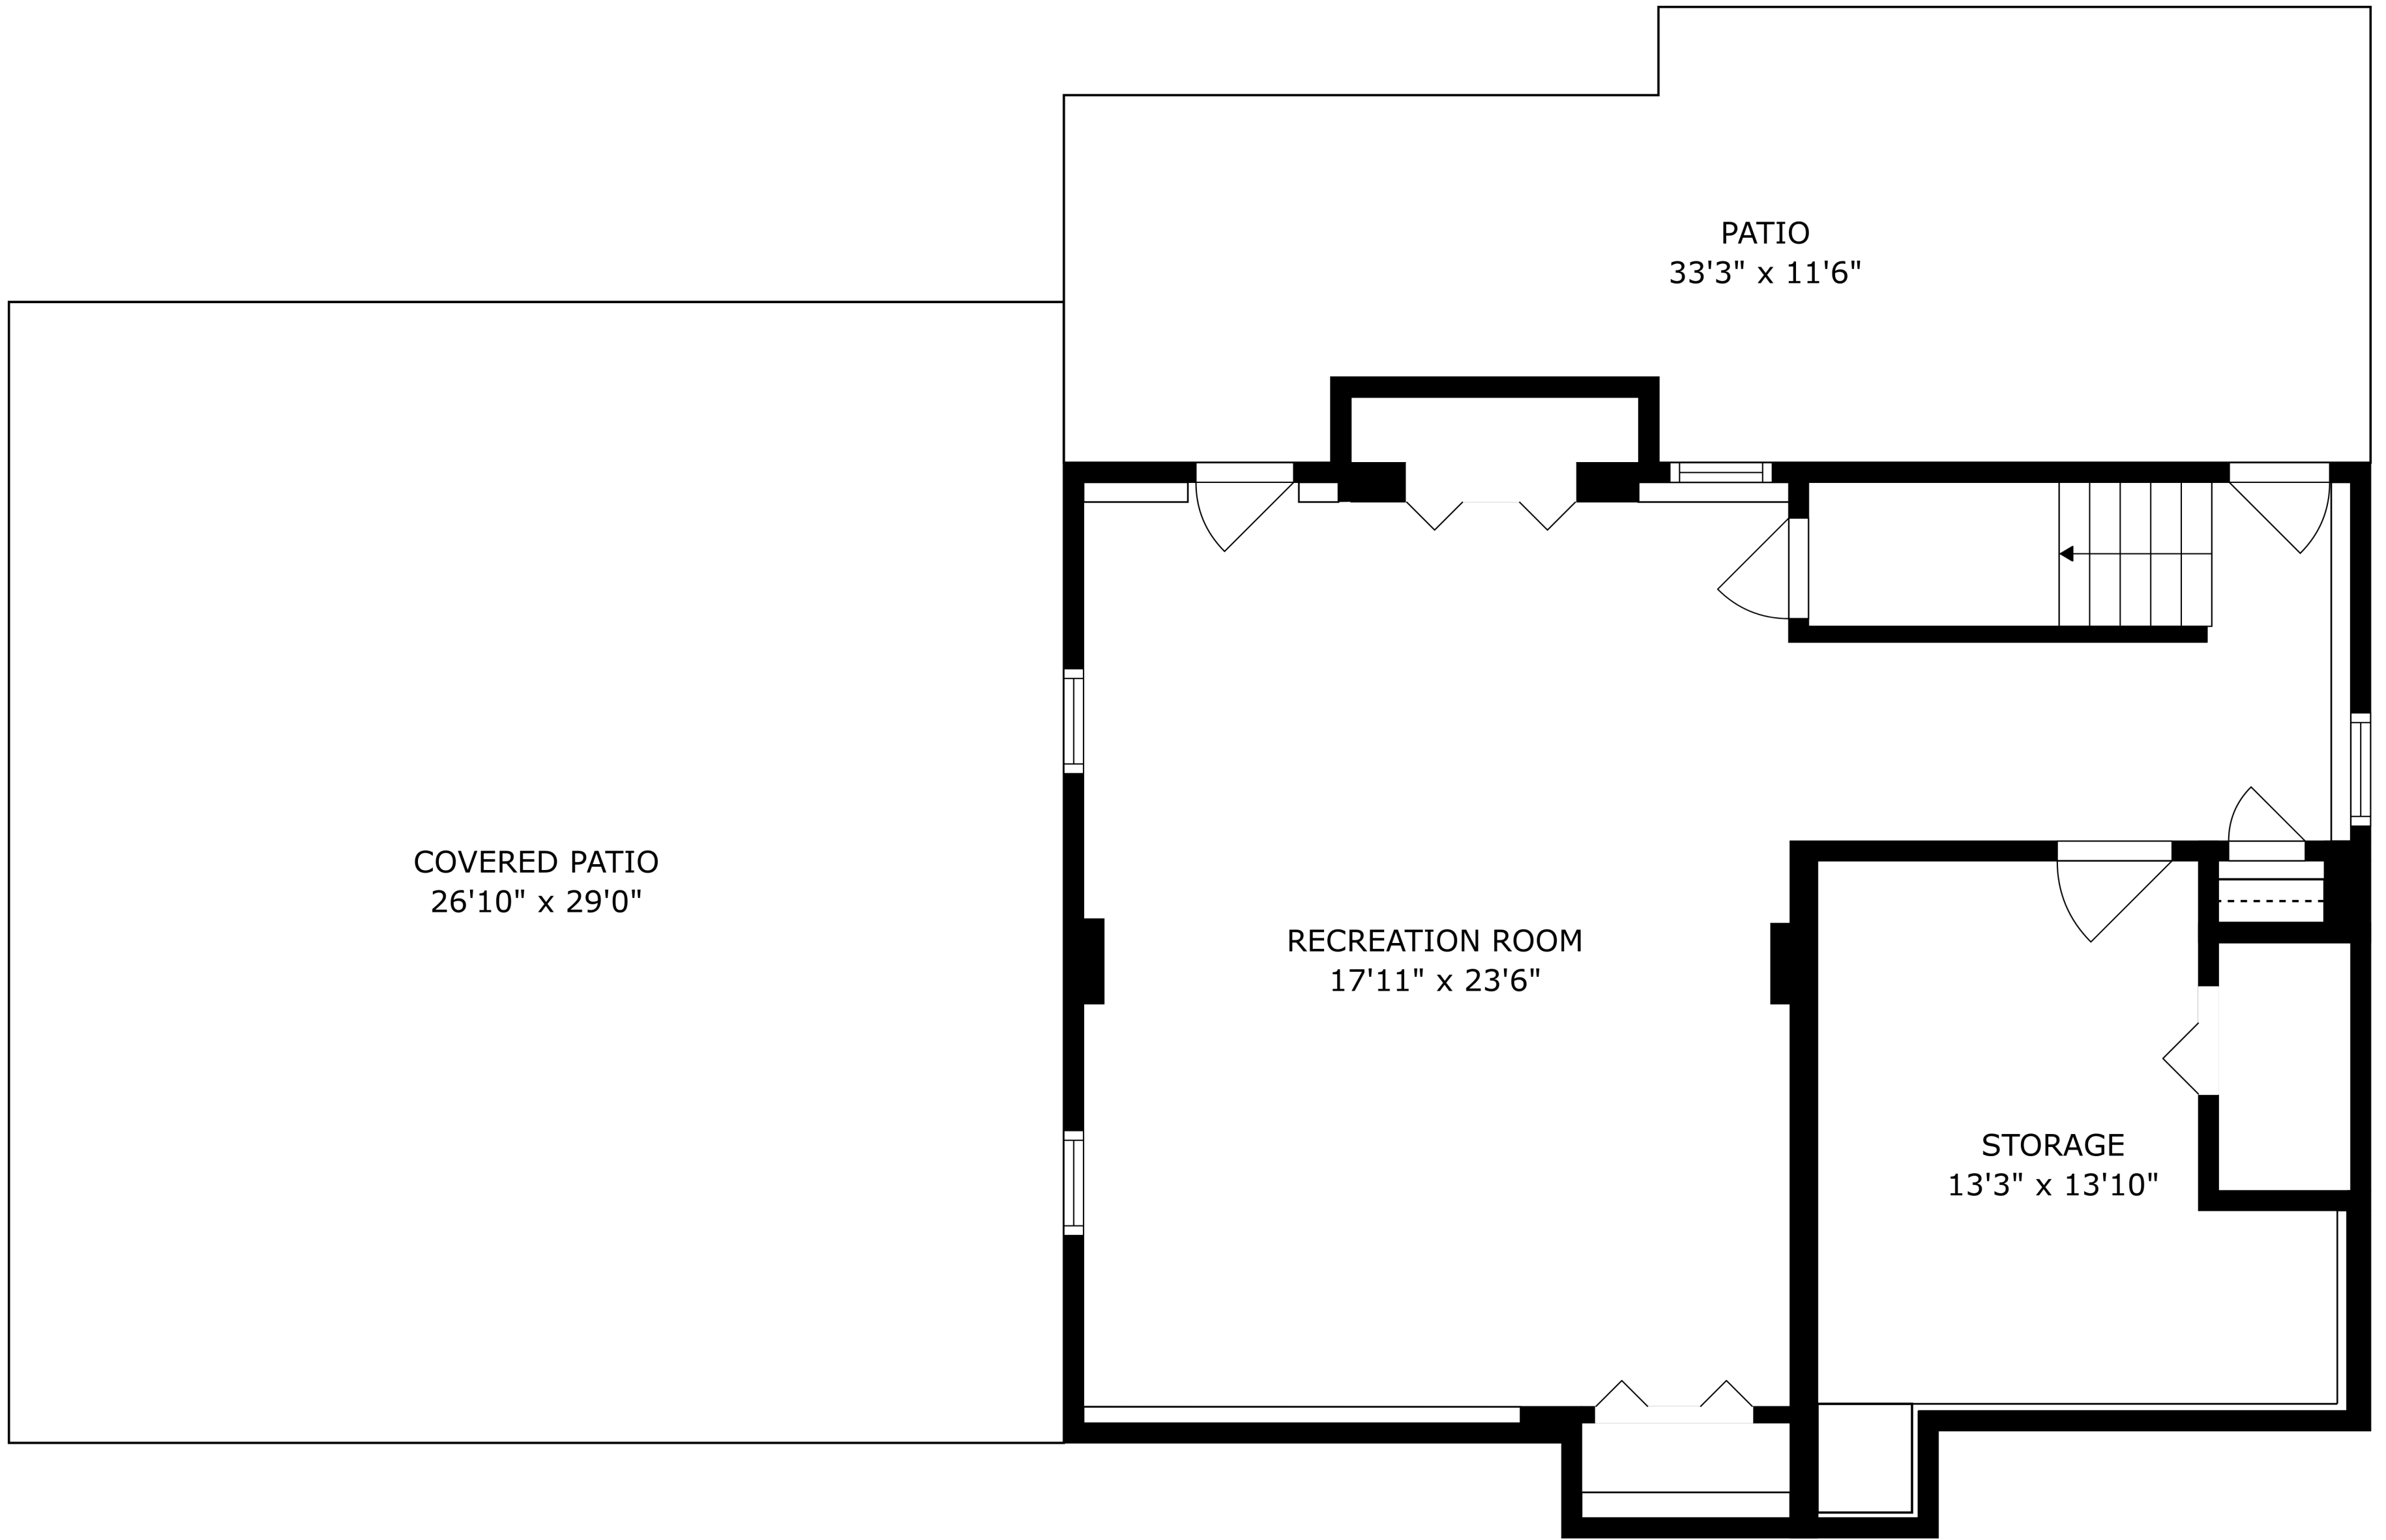 PATIO
33'3" x 11'6"
COVERED PATIO
26'10" x 29'0"
RECREATION ROOM
17'11" x 23'6"
STORAGE
13'3" x 13'10"